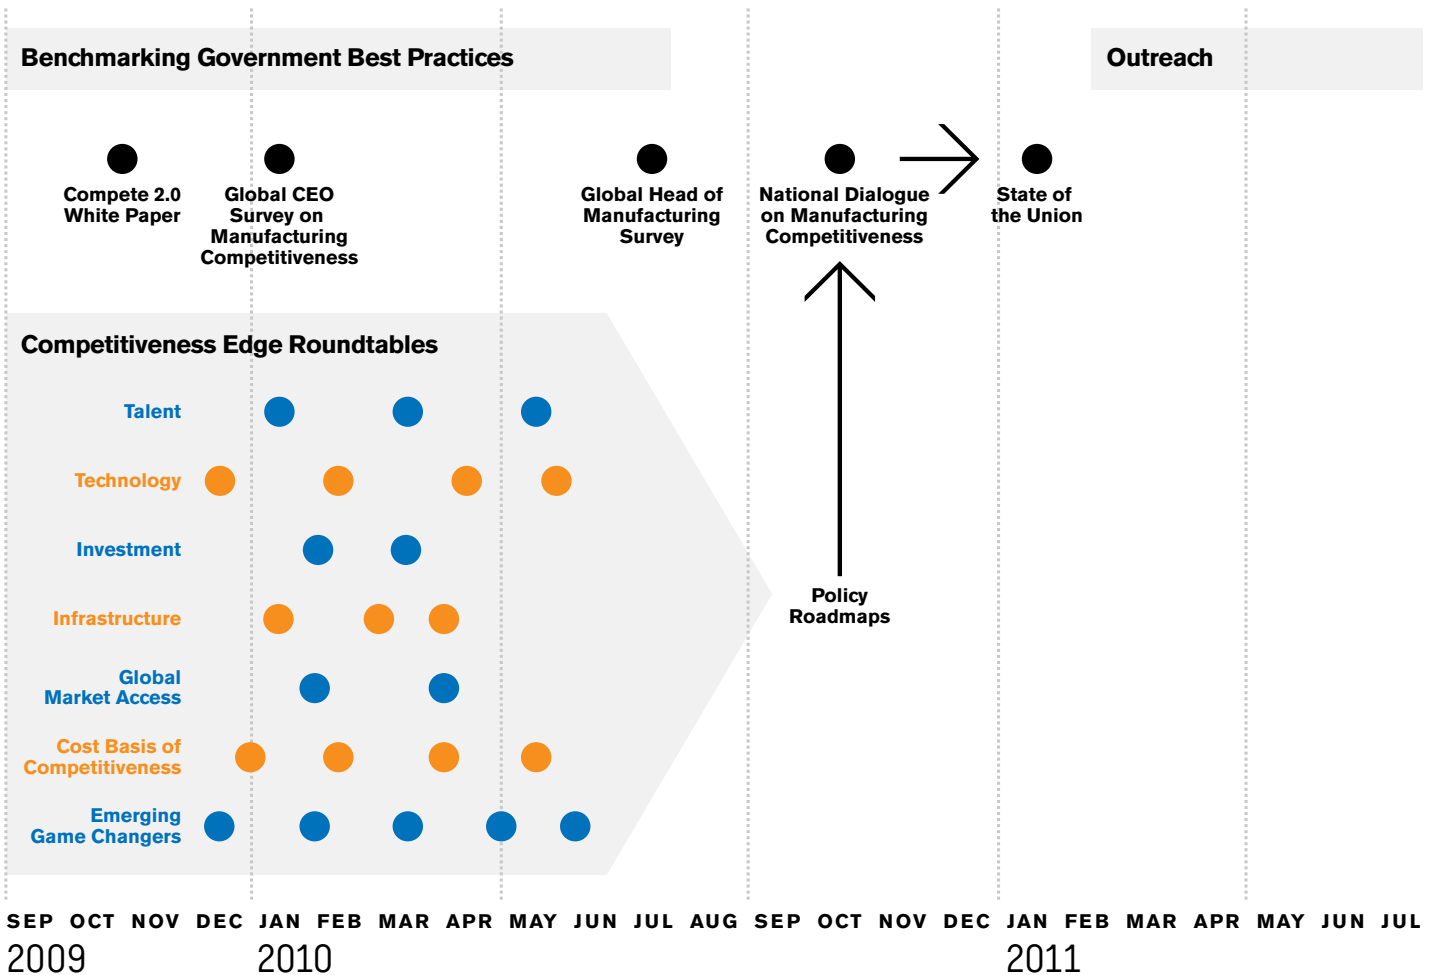 Benchmarking Government Best Practices
Outreach
Compete 2.0
White Paper
Global CEO
Survey on
Manufacturing
Competitiveness
Global Head of
Manufacturing
Survey
National Dialogue
on Manufacturing
Competitiveness
State of
the Union
Competitiveness Edge Roundtables
Talent
Technology
Investment
Infrastructure
Global
Market Access
Cost Basis of
Competitiveness
Emerging
Game Changers
Policy
Roadmaps
SEP OCT NOV DEC JAN FEB MAR APR MAY JUN JUL AUG SEP OCT NOV DEC JAN FEB MAR APR MAY JUN JUL
2009 2010 2011